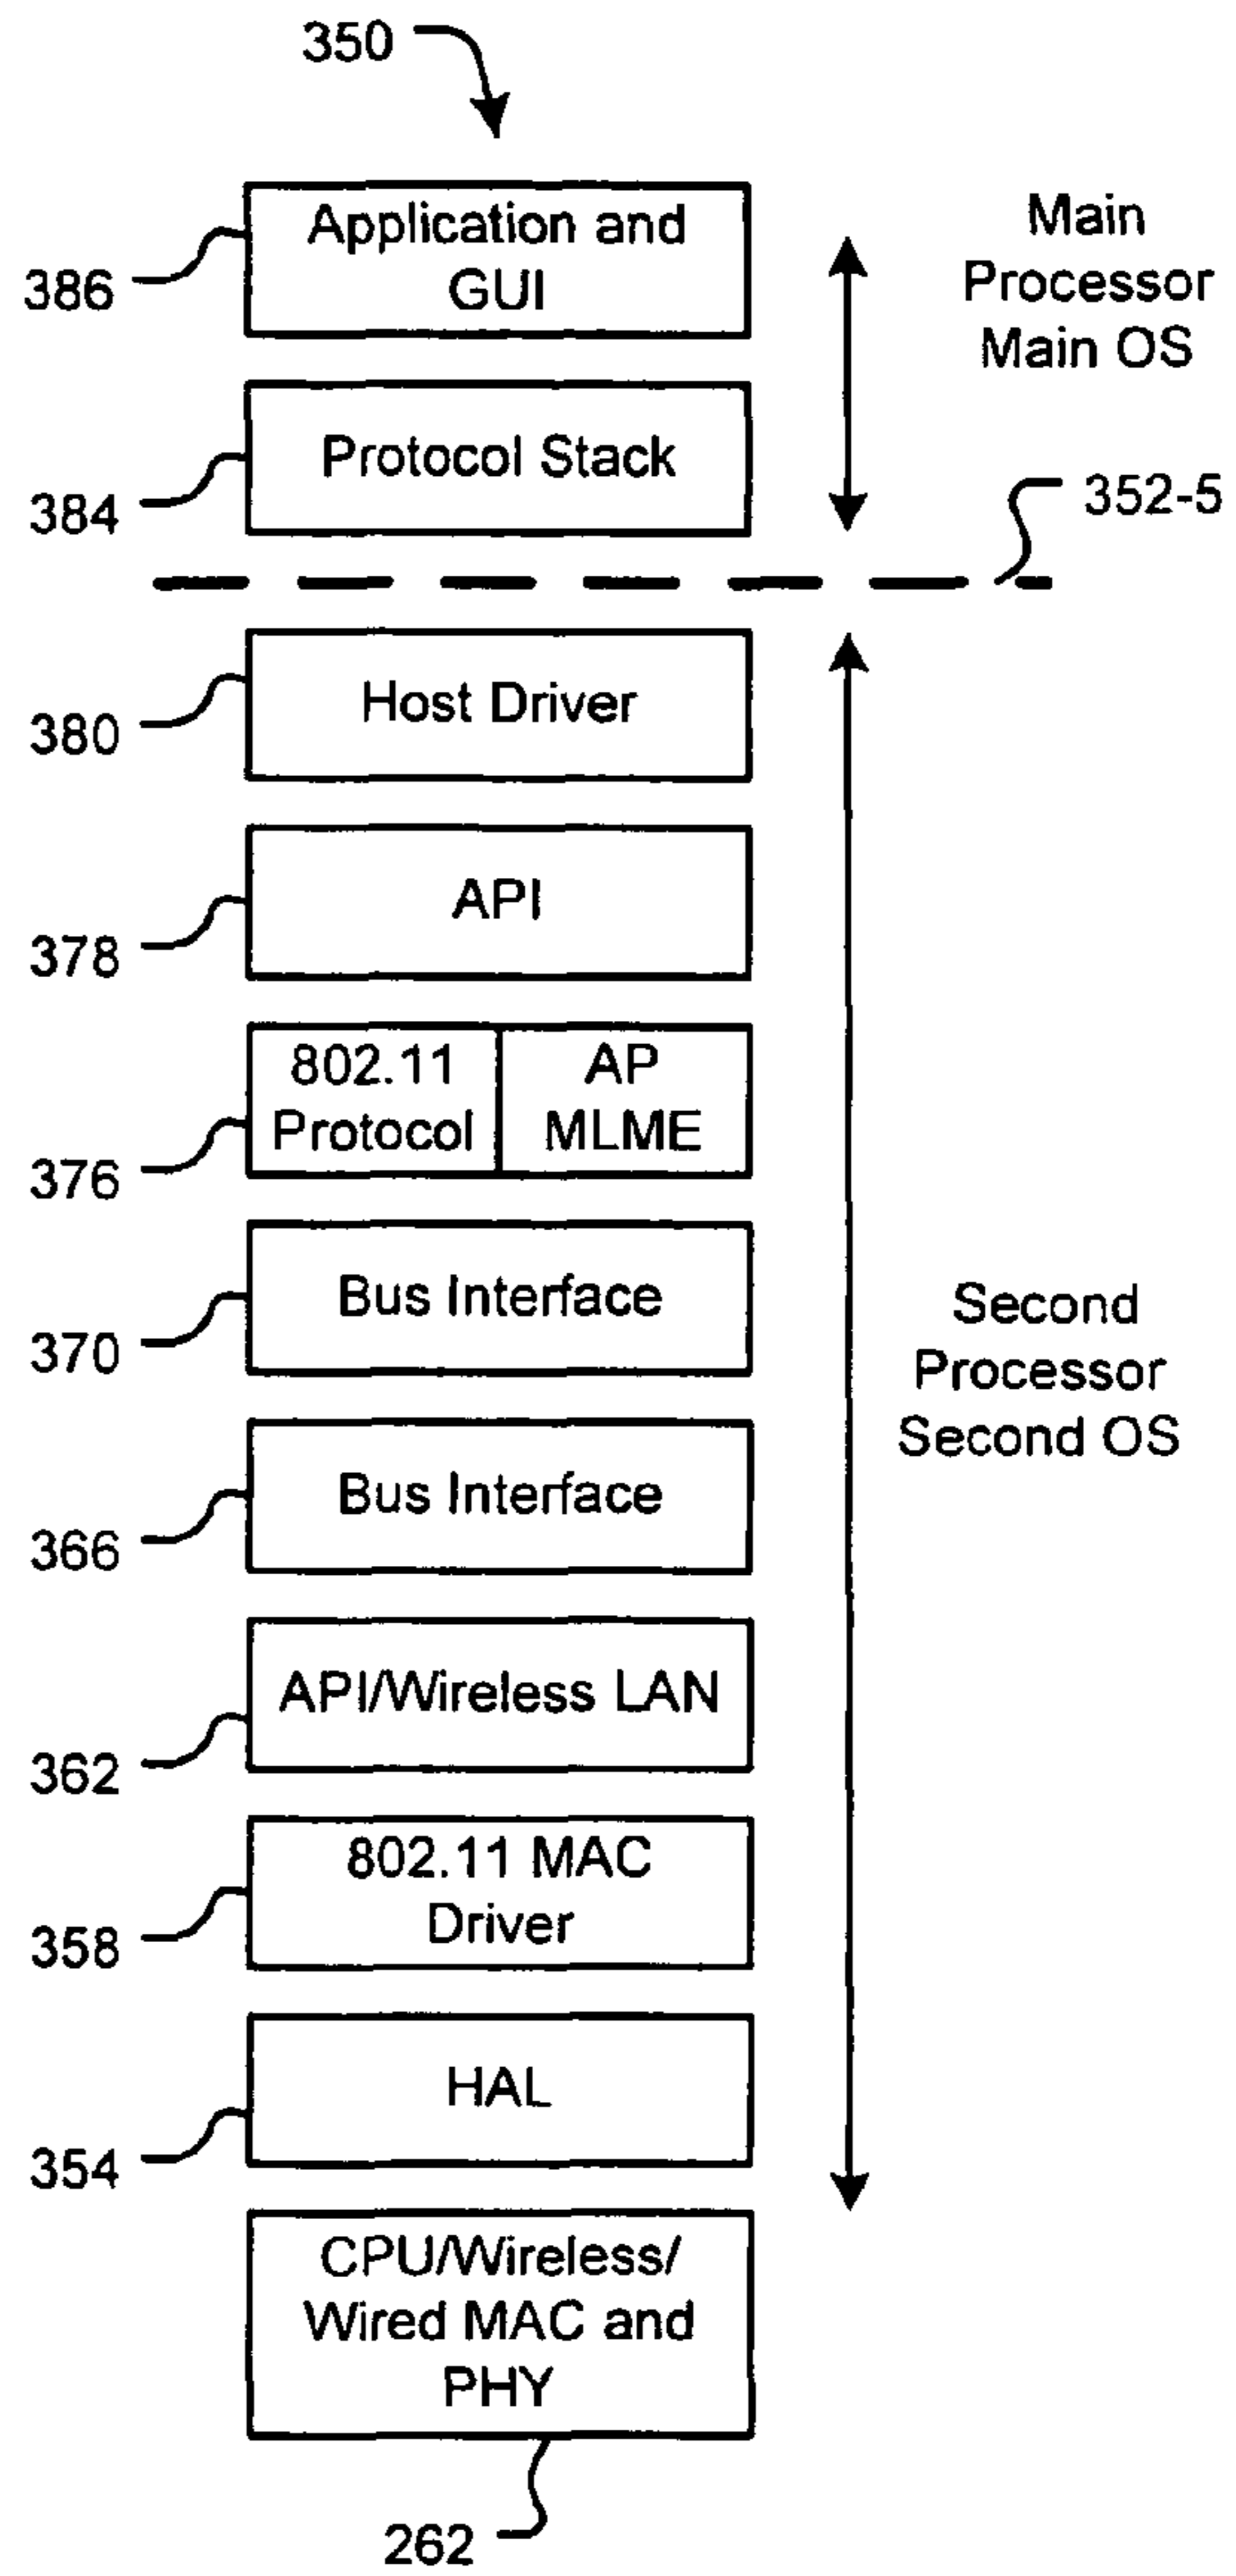 350
Application and
GUI
386
Main
Processor
Main OS
Protocol Stack
384
352-5
Host Driver
380
API
378
802.11
Protocol
AP
MLME
376
Bus Interface
370
Second
Processor
Second OS
Bus Interface
366
API/Wireless LAN
362
802.11 MAC
Driver
358
HAL
354
CPU/Wireless/
Wired MAC and
PHY
262